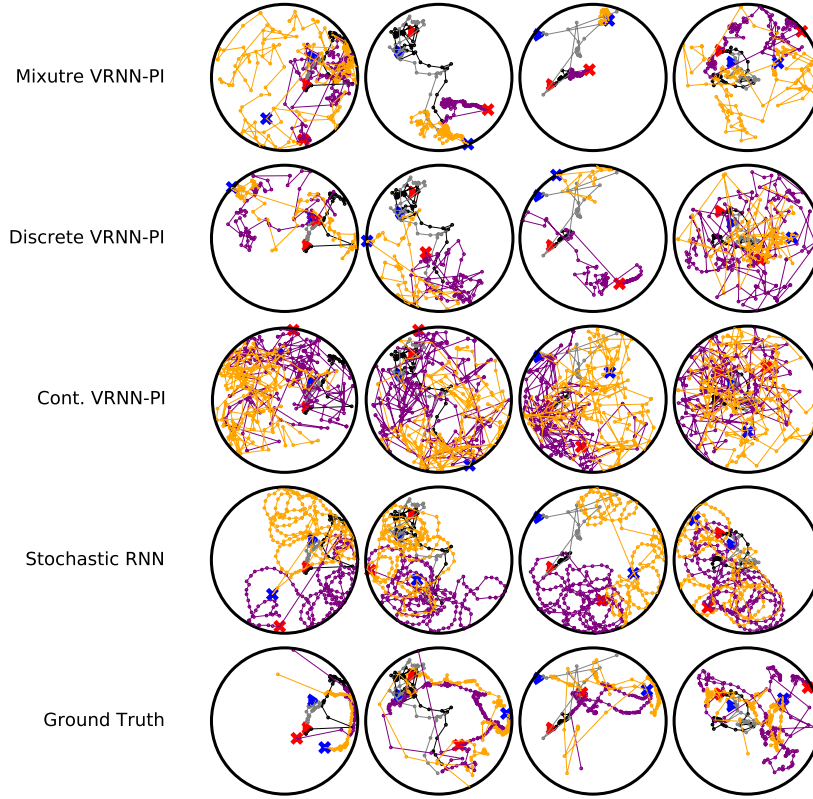 Mixutre VRNN-PI
Discrete VRNN-PI
Cont. VRNN-PI
Stochastic RNN
Ground Truth